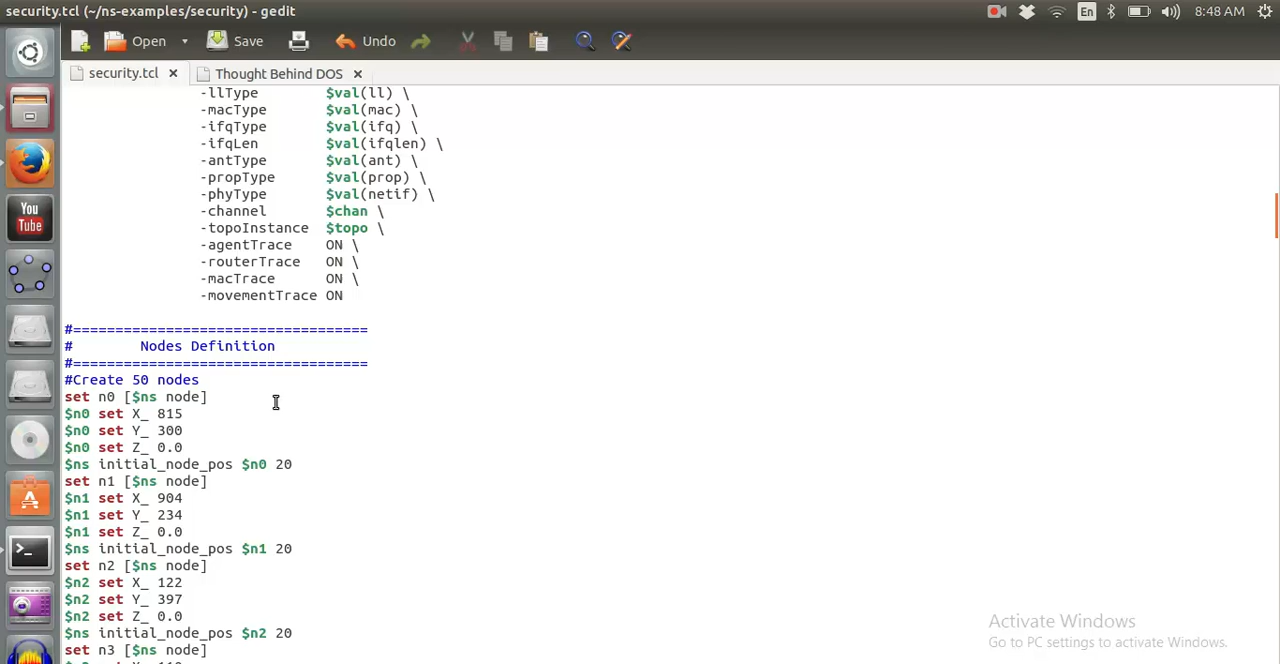 security.tcl (~/ns-examples/security) - gedit
En 8:48 AM
Open Save Undo
security.tcl × Thought Behind DOS ×
You
Tube
-llType $val(ll) \
-macType $val(mac) \
-ifqType $val(ifq) \
-ifqLen $val(ifqlen) \
-antType $val(ant) \
-propType $val(prop) \
-phyType $val(netif) \
-channel $chan \
-topoInstance $topo \
-agentTrace ON \
-routerTrace ON \
-macTrace ON \
-movementTrace ON
#===================================
# Nodes Definition
#===================================
#Create 50 nodes
set n0 [$ns node]
$n0 set X_ 815
$n0 set Y_ 300
$n0 set Z_ 0.0
$ns initial_node_pos $n0 20
set n1 [$ns node]
$n1 set X_ 904
$n1 set Y_ 234
$n1 set Z_ 0.0
$ns initial_node_pos $n1 20
set n2 [$ns node]
$n2 set X_ 122
$n2 set Y_ 397
$n2 set Z_ 0.0
$ns initial_node_pos $n2 20
set n3 [$ns node]
Activate Windows
Go to PC settings to activate Windows.